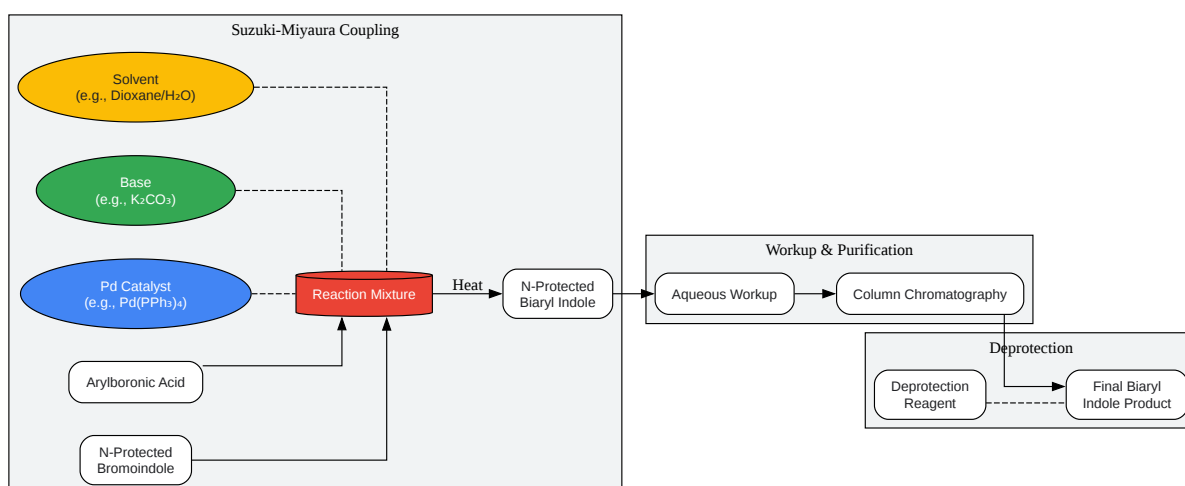 Suzuki-Miyaura Coupling
Solvent
(e.g., Dioxane/H₂O)
Base
(e.g., K₂CO₃)
Pd Catalyst
(e.g., Pd(PPh₃)₄)
Reaction Mixture
Heat
N-Protected
Biaryl Indole
Arylboronic Acid
N-Protected
Bromoindole
Workup & Purification
Aqueous Workup
Column Chromatography
Deprotection
Deprotection
Reagent
Final Biaryl
Indole Product